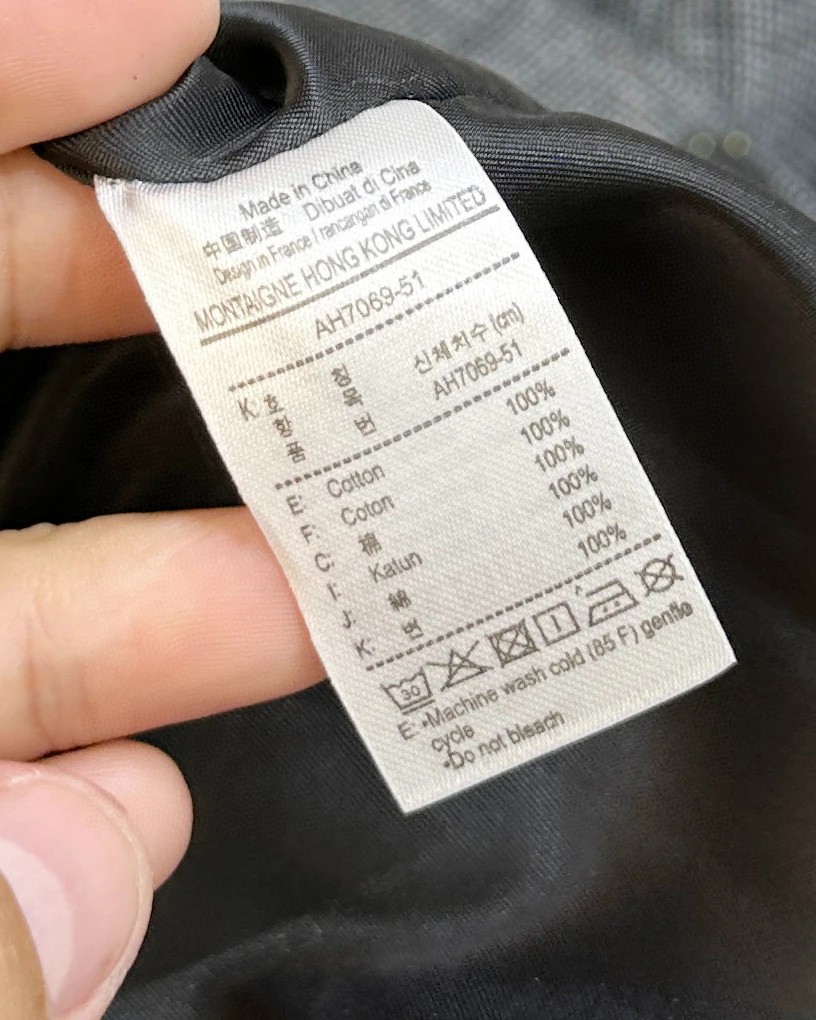 Made in China
中国制造 Dibuat di Cina
Design in France / rancangan di France
MONTAIGNE HONG KONG LIMITED
AH7069-51
K: 호 칭 신체치수 (cm)
항 목 AH7069-51
품 번
E: Cotton 100%
F: Coton 100%
C: 棉 100%
I: Katun 100%
J: 綿 100%
K: 면 100%
30
E: •Machine wash cold (85 F) gentle
cycle
•Do not bleach